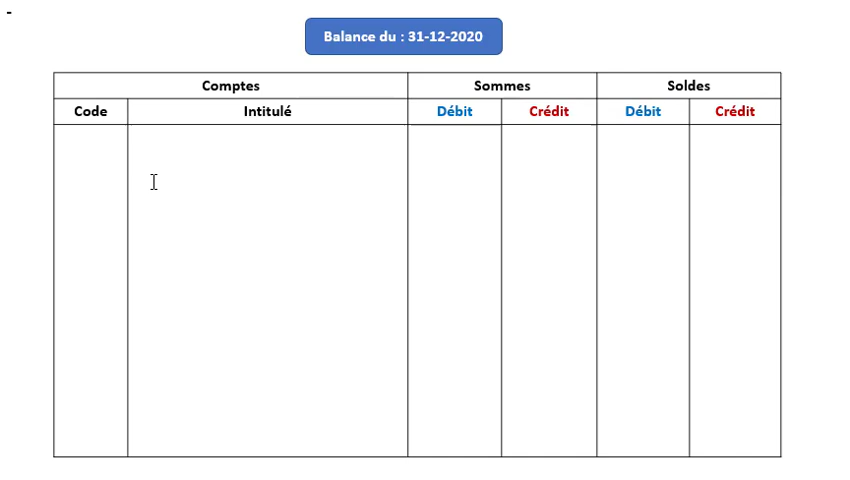 -
Balance du : 31-12-2020
Comptes Sommes Soldes
Code Intitulé Débit Crédit Débit Crédit